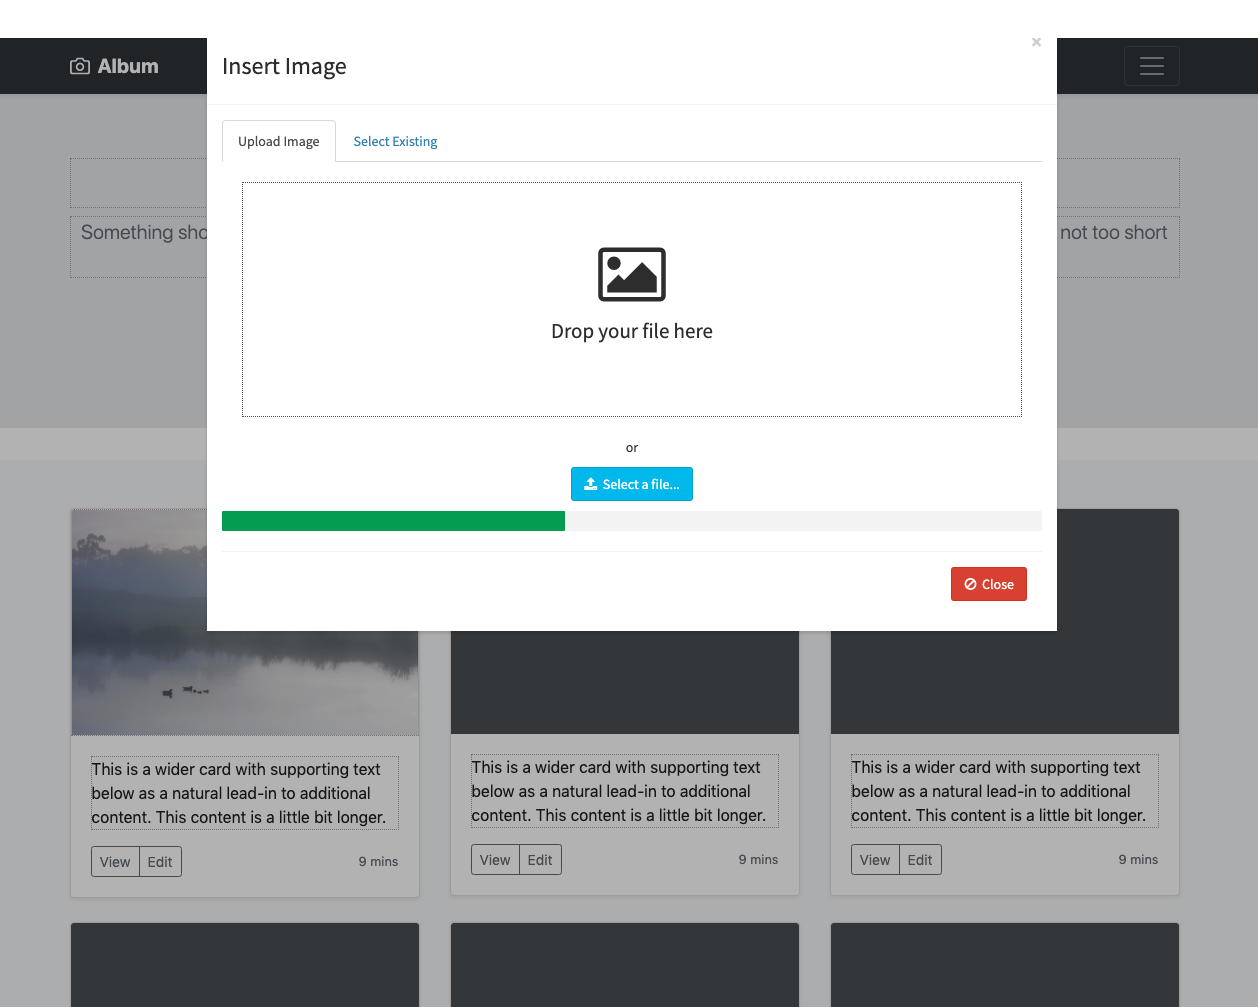 Album
×
Insert Image
Upload Image Select Existing
Something sho
not too short
Drop your file here
or
Select a file...
Close
This is a wider card with supporting text
below as a natural lead-in to additional
content. This content is a little bit longer.
View Edit 9 mins
This is a wider card with supporting text
below as a natural lead-in to additional
content. This content is a little bit longer.
View Edit 9 mins
This is a wider card with supporting text
below as a natural lead-in to additional
content. This content is a little bit longer.
View Edit 9 mins